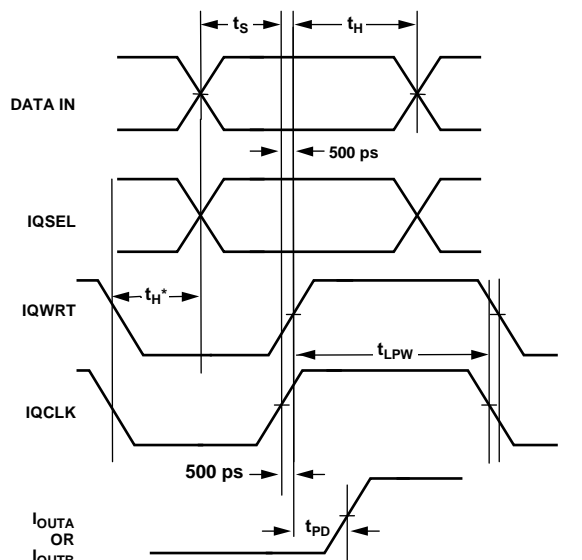 tS
tH
DATA IN
500 ps
IQSEL
tH*
IQWRT
tLPW
IQCLK
500 ps
IOUTA
OR
IOUTB
tPD